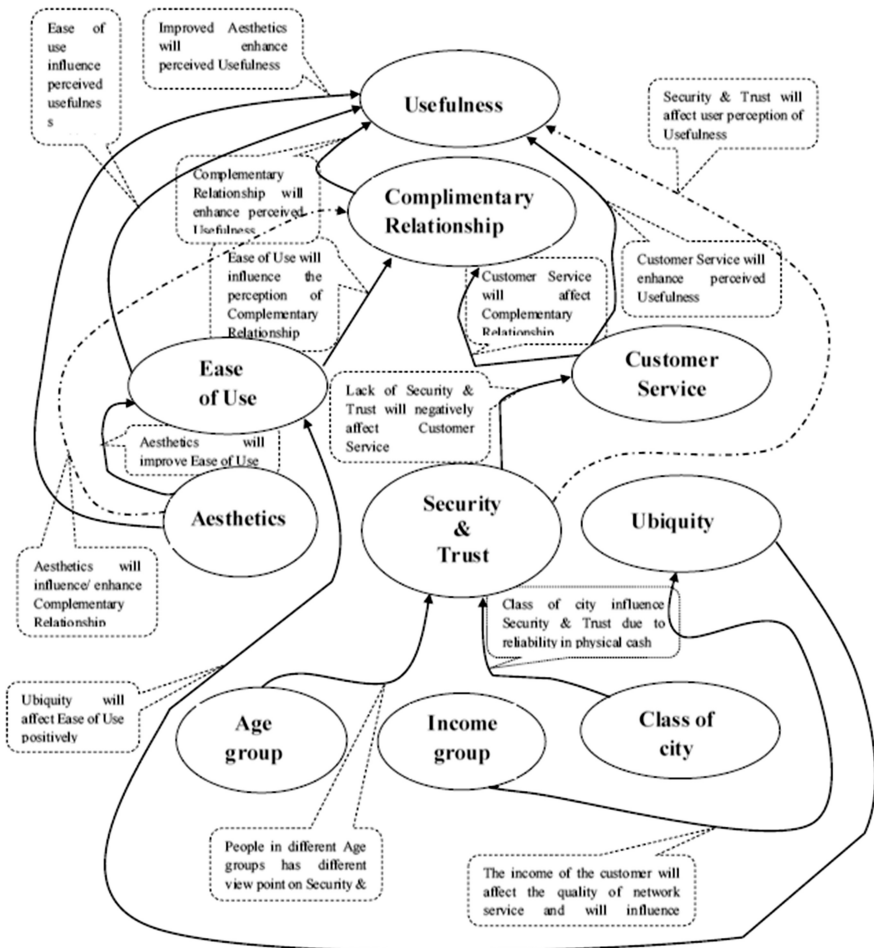 Ease of
use
influence
perceived
usefulnes
s
Improved Aesthetics
will enhance
perceived Usefulness
Usefulness
Security & Trust will
affect user perception of
Usefulness
Complementary
Relationship will
enhance perceived
Usefulness
Complimentary
Relationship
Ease of Use will
influence the
perception of
Complementary
Relationship
Customer Service
will affect
Complementary
Relationship
Customer Service will
enhance perceived
Usefulness
Ease
of Use
Customer
Service
Lack of Security &
Trust will negatively
affect Customer
Service
Aesthetics will
improve Ease of Use
Aesthetics
Security
&
Trust
Ubiquity
Aesthetics will
influence/ enhance
Complementary
Relationship
Class of city influence
Security & Trust due to
reliability in physical cash
Ubiquity will
affect Ease of Use
positively
Age
group
Income
group
Class of
city
People in different Age
groups has different
view point on Security &
The income of the customer will
affect the quality of network
service and will influence